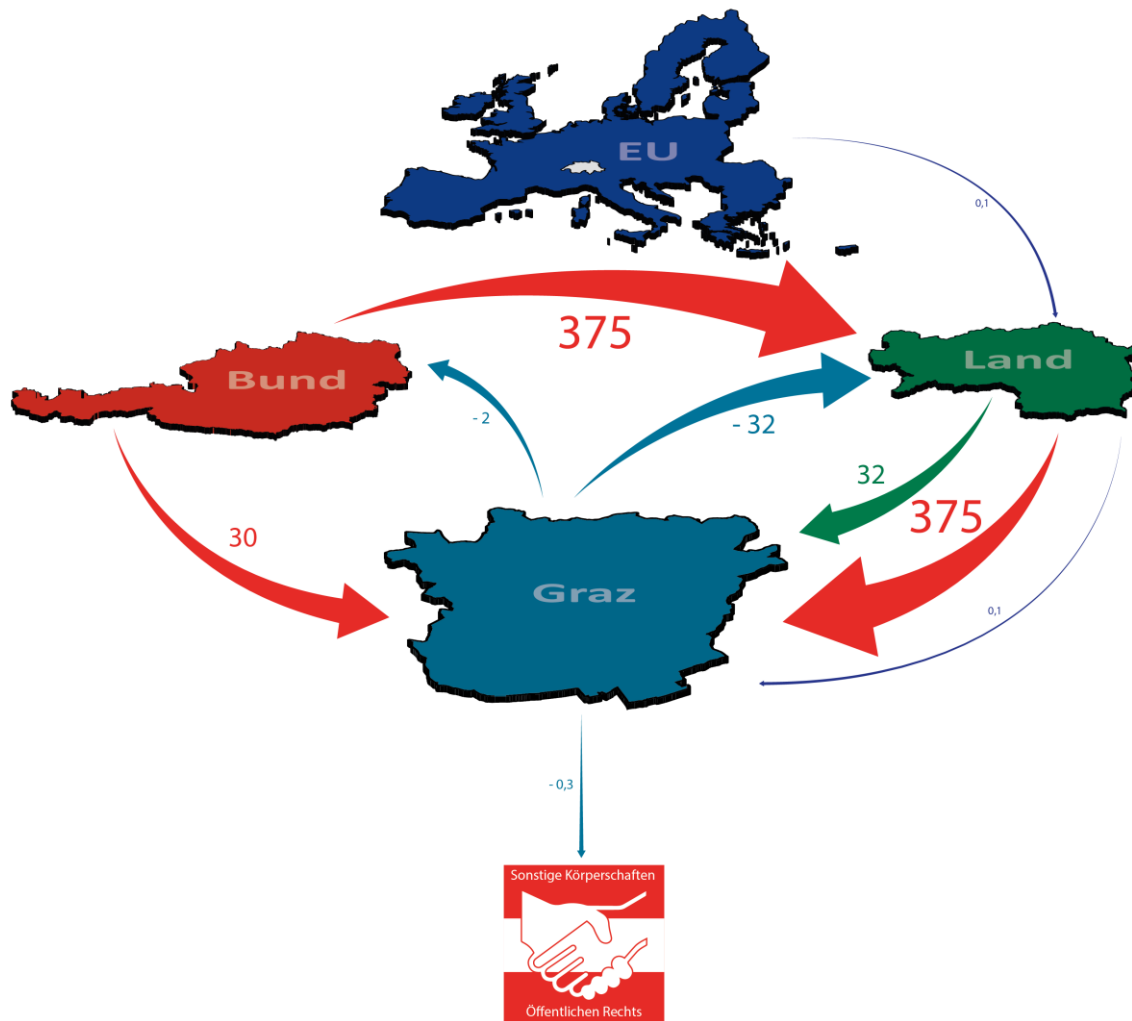 EU
0,1
375
Bund
Land
- 2
- 32
32
375
30
Graz
0,1
- 0,3
Sonstige Körperschaften
Öffentlichen Rechts